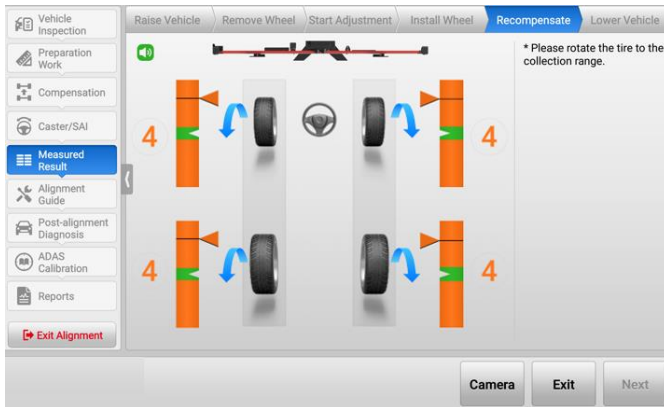 Vehicle
Inspection
Preparation
Work
Compensation
Caster/SAI
Measured
Result
Alignment
Guide
Post-alignment
Diagnosis
ADAS
Calibration
Reports
Exit Alignment
Raise Vehicle Remove Wheel Start Adjustment Install Wheel Recompensate Lower Vehicle
* Please rotate the tire to the
collection range.
4 4
4 4
Camera Exit Next